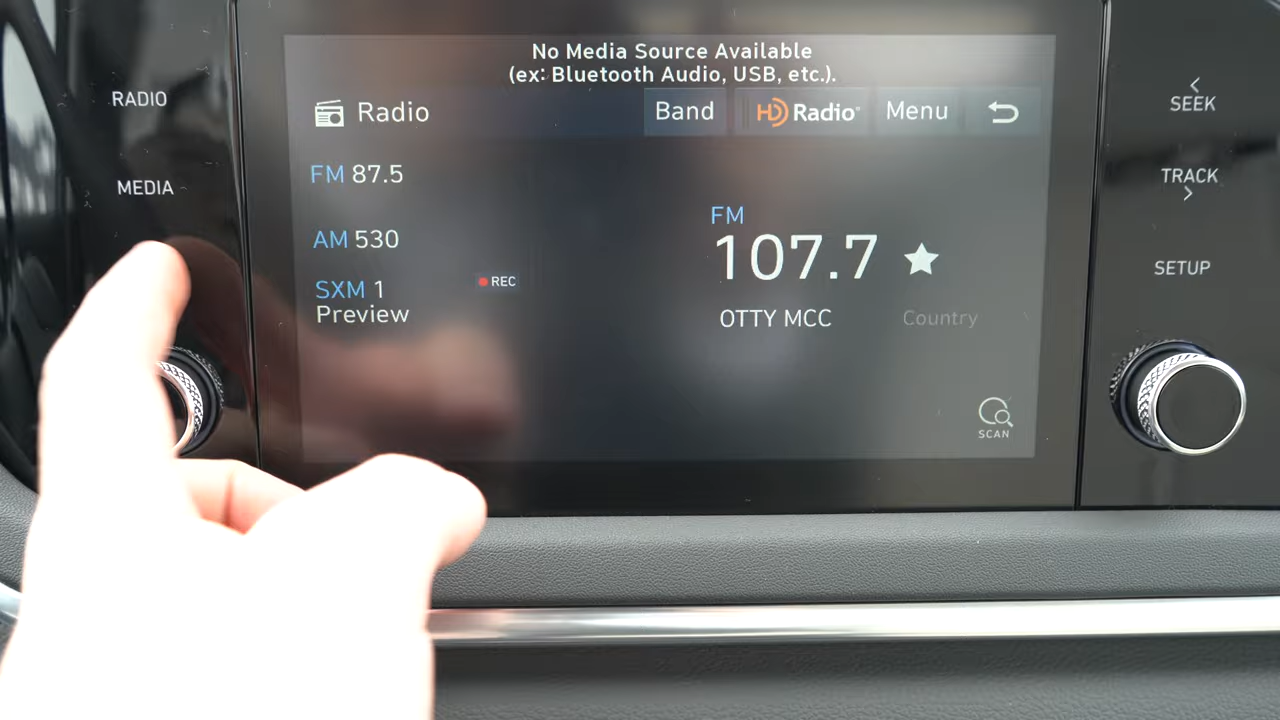 No Media Source Available
(ex: Bluetooth Audio, USB, etc.).
RADIO
MEDIA
Radio
Band
HD Radio
Menu
FM 87.5
AM 530
SXM 1
Preview
REC
FM
107.7
OTTY MCC
Country
SCAN
SEEK
TRACK
SETUP